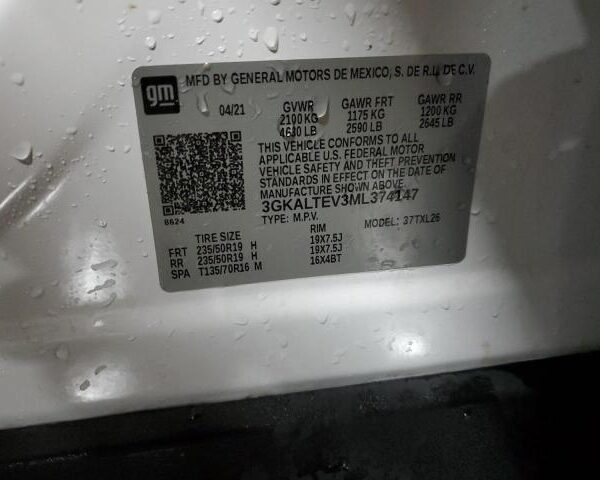 gm
MFD BY GENERAL MOTORS DE MEXICO, S. DE R.L. DE C.V.
04/21 GVWR GAWR FRT GAWR RR
2100 KG 1175 KG 1200 KG
4630 LB 2590 LB 2645 LB
THIS VEHICLE CONFORMS TO ALL
APPLICABLE U.S. FEDERAL MOTOR
VEHICLE SAFETY AND THEFT PREVENTION
STANDARDS IN EFFECT ON THE DATE OF
MANUFACTURE SHOWN ABOVE.
3GKALTEV3ML374147
8624 TYPE: M.P.V. MODEL: 37TXL26
TIRE SIZE RIM
FRT 235/50R19 H 19X7.5J
RR 235/50R19 H 19X7.5J
SPA T135/70R16 M 16X4BT